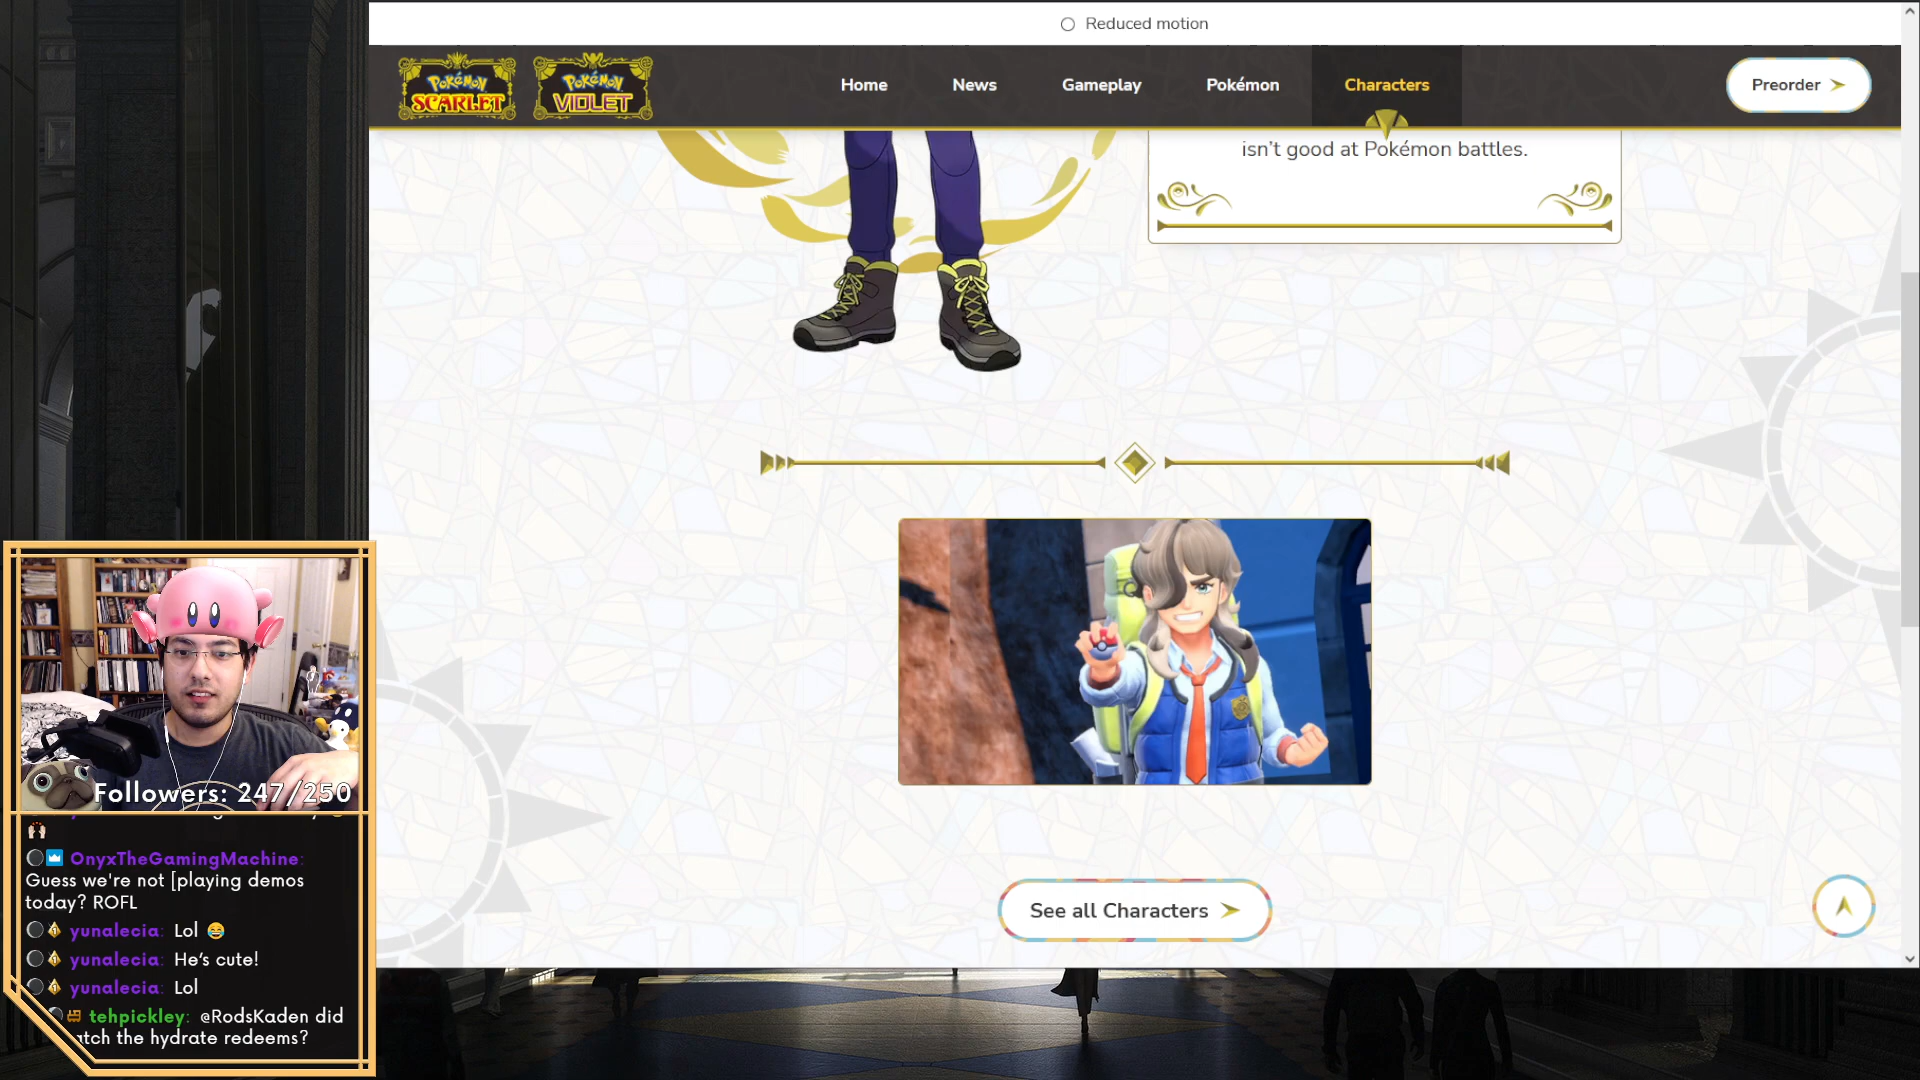 Reduced motion
POKÉMON
SCARLET
POKÉMON
VIOLET
Home
News
Gameplay
Pokémon
Characters
Preorder
isn't good at Pokémon battles.
See all Characters
Followers: 247/250
OnyxTheGamingMachine:
Guess we're not [playing demos
today? ROFL
yunalecia: Lol 😂
yunalecia: He's cute!
yunalecia: Lol
tehpickley: @RodsKaden did
the hydrate redeems?